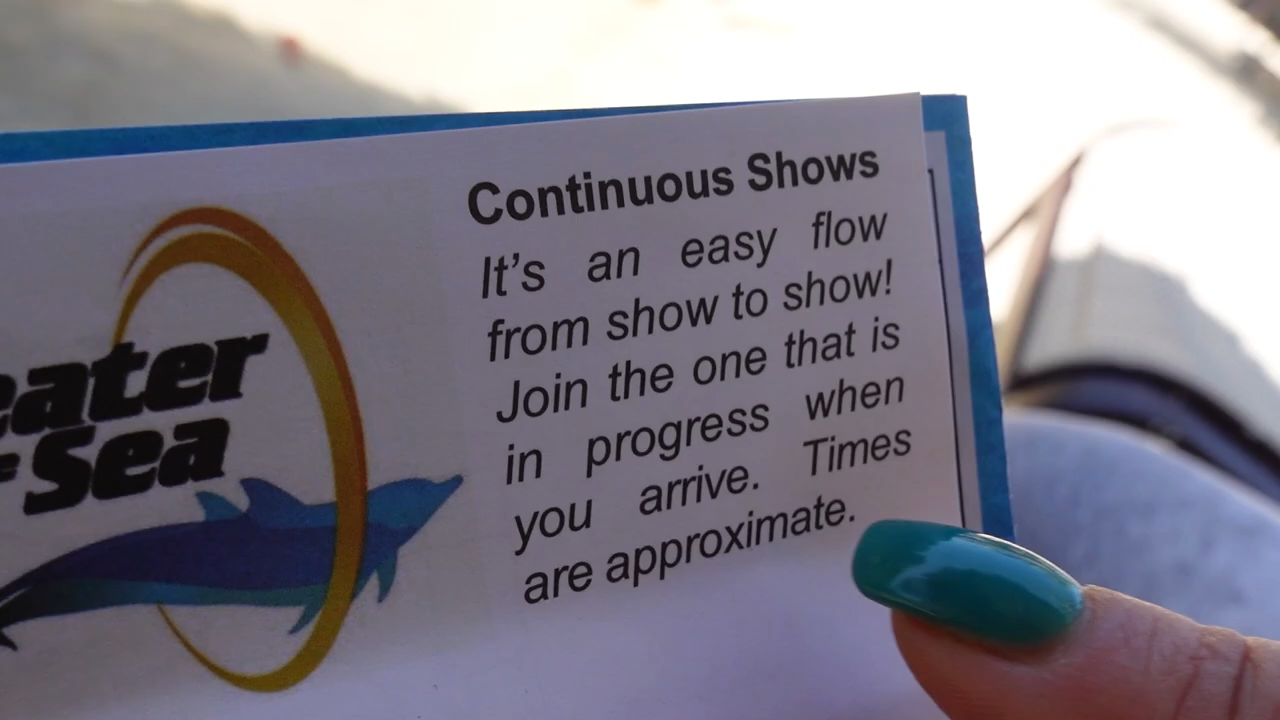 eater
Sea
Continuous Shows
It's an easy flow
from show to show!
Join the one that is
in progress when
you arrive. Times
are approximate.